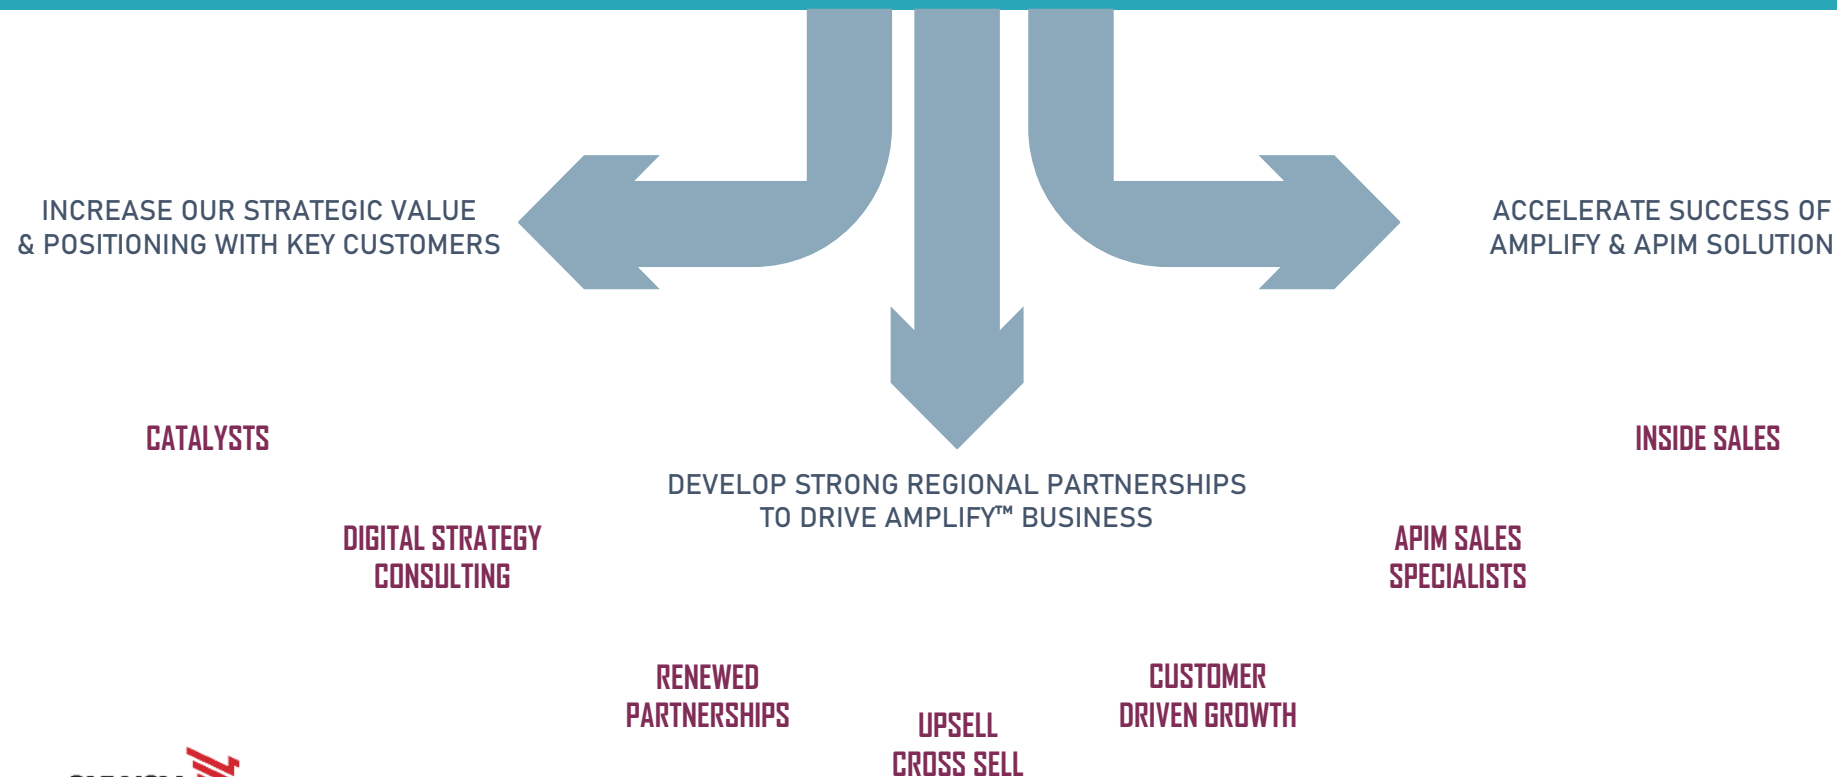 INCREASE OUR STRATEGIC VALUE
& POSITIONING WITH KEY CUSTOMERS
ACCELERATE SUCCESS OF
AMPLIFY & APIM SOLUTION
DEVELOP STRONG REGIONAL PARTNERSHIPS
TO DRIVE AMPLIFY™ BUSINESS
CATALYSTS
DIGITAL STRATEGY
CONSULTING
RENEWED
PARTNERSHIPS
UPSELL
CROSS SELL
CUSTOMER
DRIVEN GROWTH
APIM SALES
SPECIALISTS
INSIDE SALES